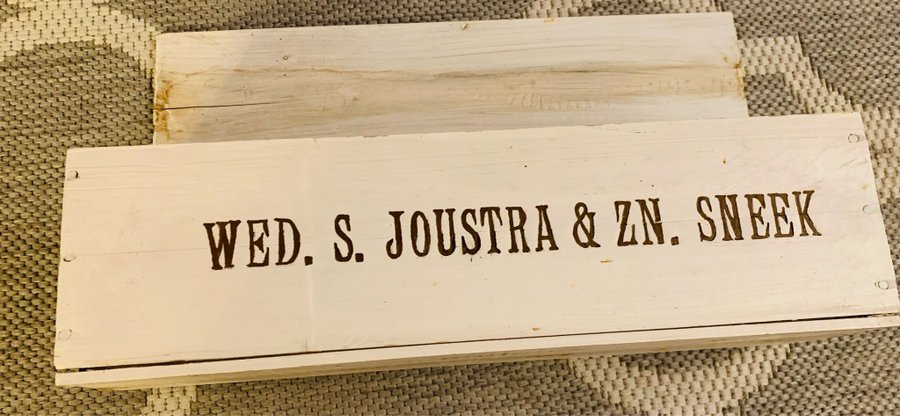 WED. S. JOUSTRA & ZN. SNEEK